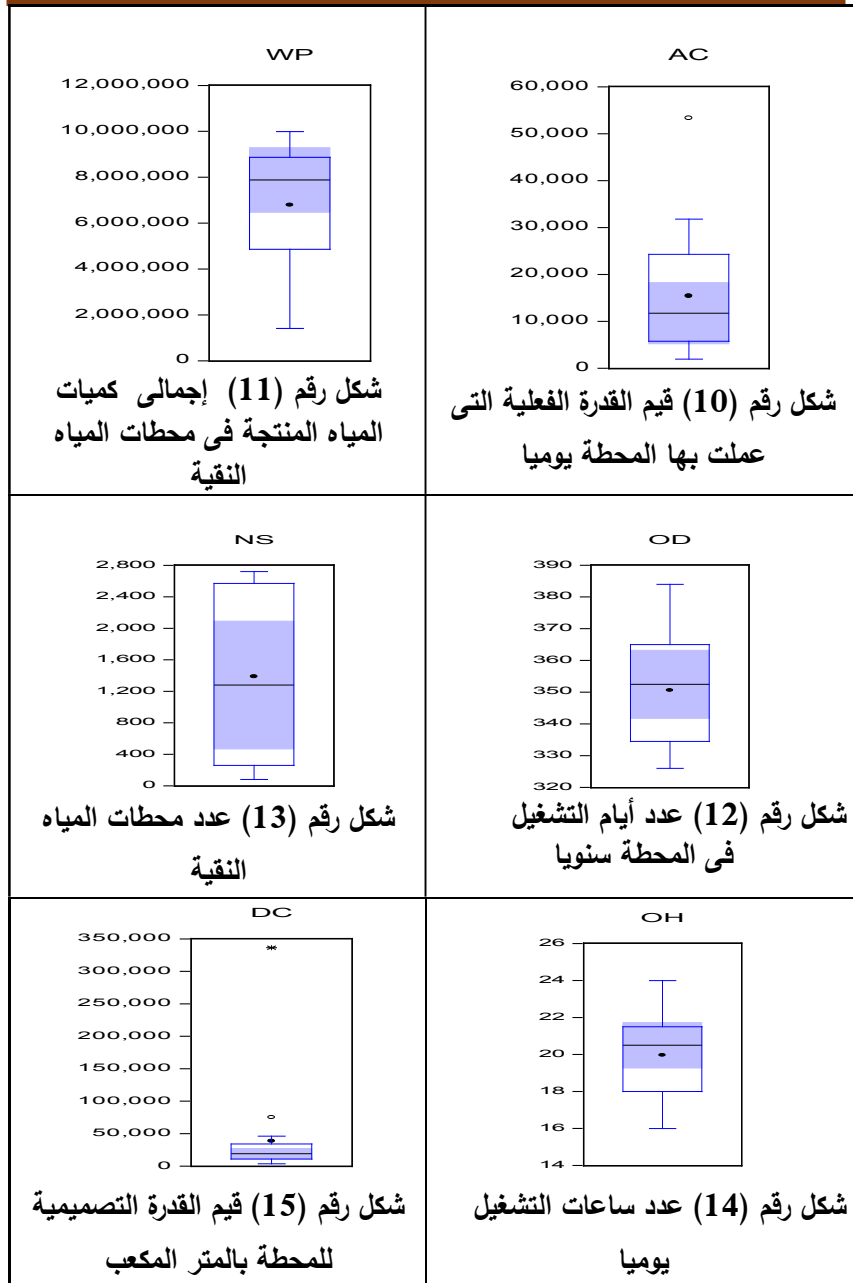 AC
60,000
50,000
40,000
30,000
20,000
10,000
0
شكل رقم (10) قيم القدرة الفعلية التى
عملت بها المحطة يوميا
WP
12,000,000
10,000,000
8,000,000
6,000,000
4,000,000
2,000,000
0
شكل رقم (11) إجمالى كميات
المياه المنتجة فى محطات المياه
النقية
OD
390
380
370
360
350
340
330
320
شكل رقم (12) عدد أيام التشغيل
فى المحطة سنويا
NS
2,800
2,400
2,000
1,600
1,200
800
400
0
شكل رقم (13) عدد محطات المياه
النقية
OH
26
24
22
20
18
16
14
شكل رقم (14) عدد ساعات التشغيل
يوميا
DC
350,000
300,000
250,000
200,000
150,000
100,000
50,000
0
شكل رقم (15) قيم القدرة التصميمية
للمحطة بالمتر المكعب